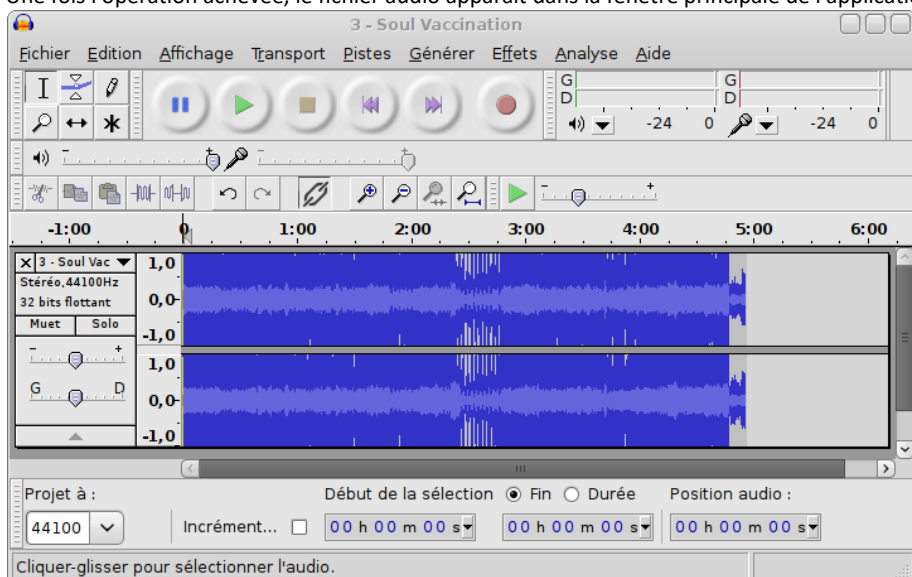 Une fois l'opération achevée, le fichier audio apparaît dans la fenêtre principale de l'applicatio
3 - Soul Vaccination
Fichier Edition Affichage Transport Pistes Générer Effets Analyse Aide
G G
D D
-24 0 -24 0
- + -
- +
-1:00 0 1:00 2:00 3:00 4:00 5:00 6:00
X 3 - Soul Vac 1,0
Stéréo,44100Hz
32 bits flottant 0,0-
Muet Solo
-1,0
- + 1,0
G D 0,0-
-1,0
Projet à : Début de la sélection Fin Durée Position audio :
44100 Incrément... 00 h 00 m 00 s 00 h 00 m 00 s 00 h 00 m 00 s
Cliquer-glisser pour sélectionner l'audio.